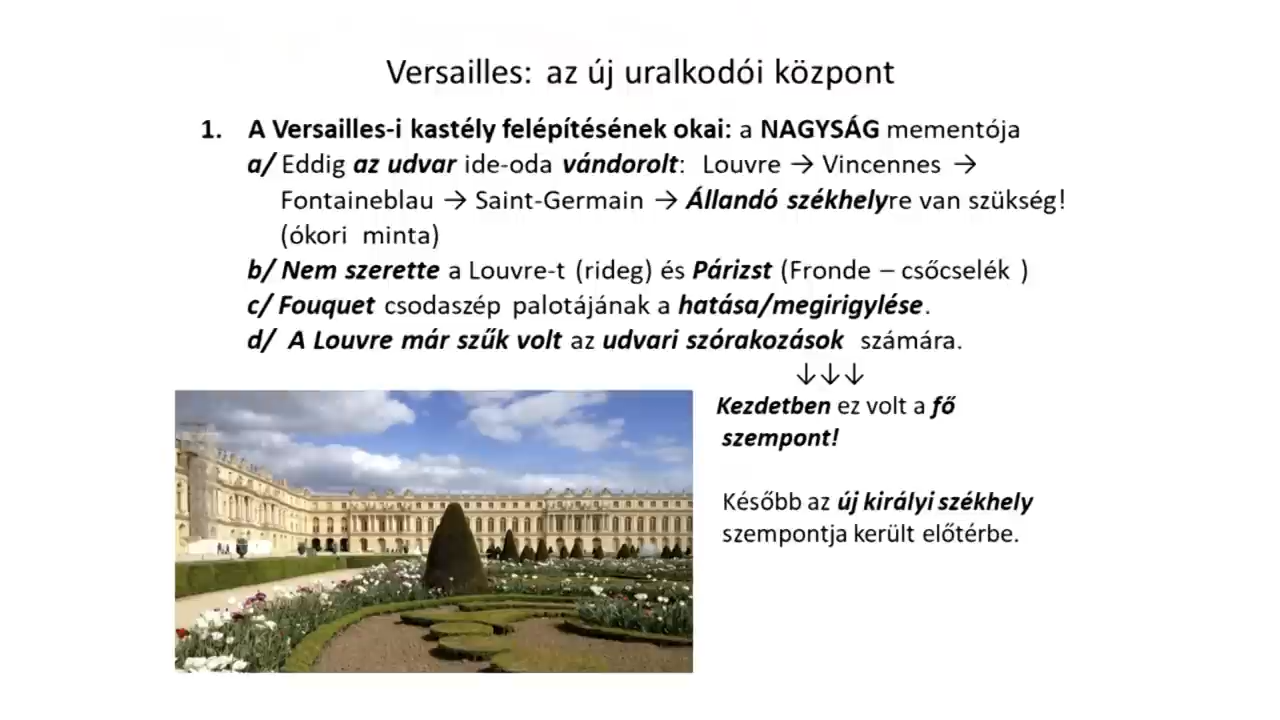 Versailles: az új uralkodói központ
1. A Versailles-i kastély felépítésének okai: a NAGYSÁG mementója
a/ Eddig az udvar ide-oda vándorolt: Louvre → Vincennes →
Fontaineblau → Saint-Germain → Állandó székhelyre van szükség!
(ókori minta)
b/ Nem szerette a Louvre-t (rideg) és Párizst (Fronde – csőcselék )
c/ Fouquet csodaszép palotájának a hatása/megirigylése.
d/ A Louvre már szűk volt az udvari szórakozások számára.
↓↓↓
Kezdetben ez volt a fő
szempont!
Később az új királyi székhely
szempontja került előtérbe.